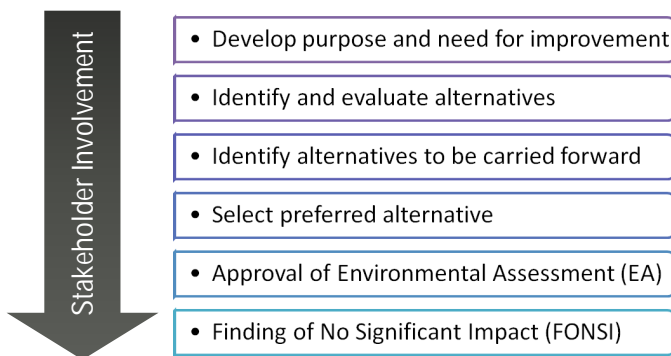 Stakeholder Involvement
• Develop purpose and need for improvement
• Identify and evaluate alternatives
• Identify alternatives to be carried forward
• Select preferred alternative
• Approval of Environmental Assessment (EA)
• Finding of No Significant Impact (FONSI)